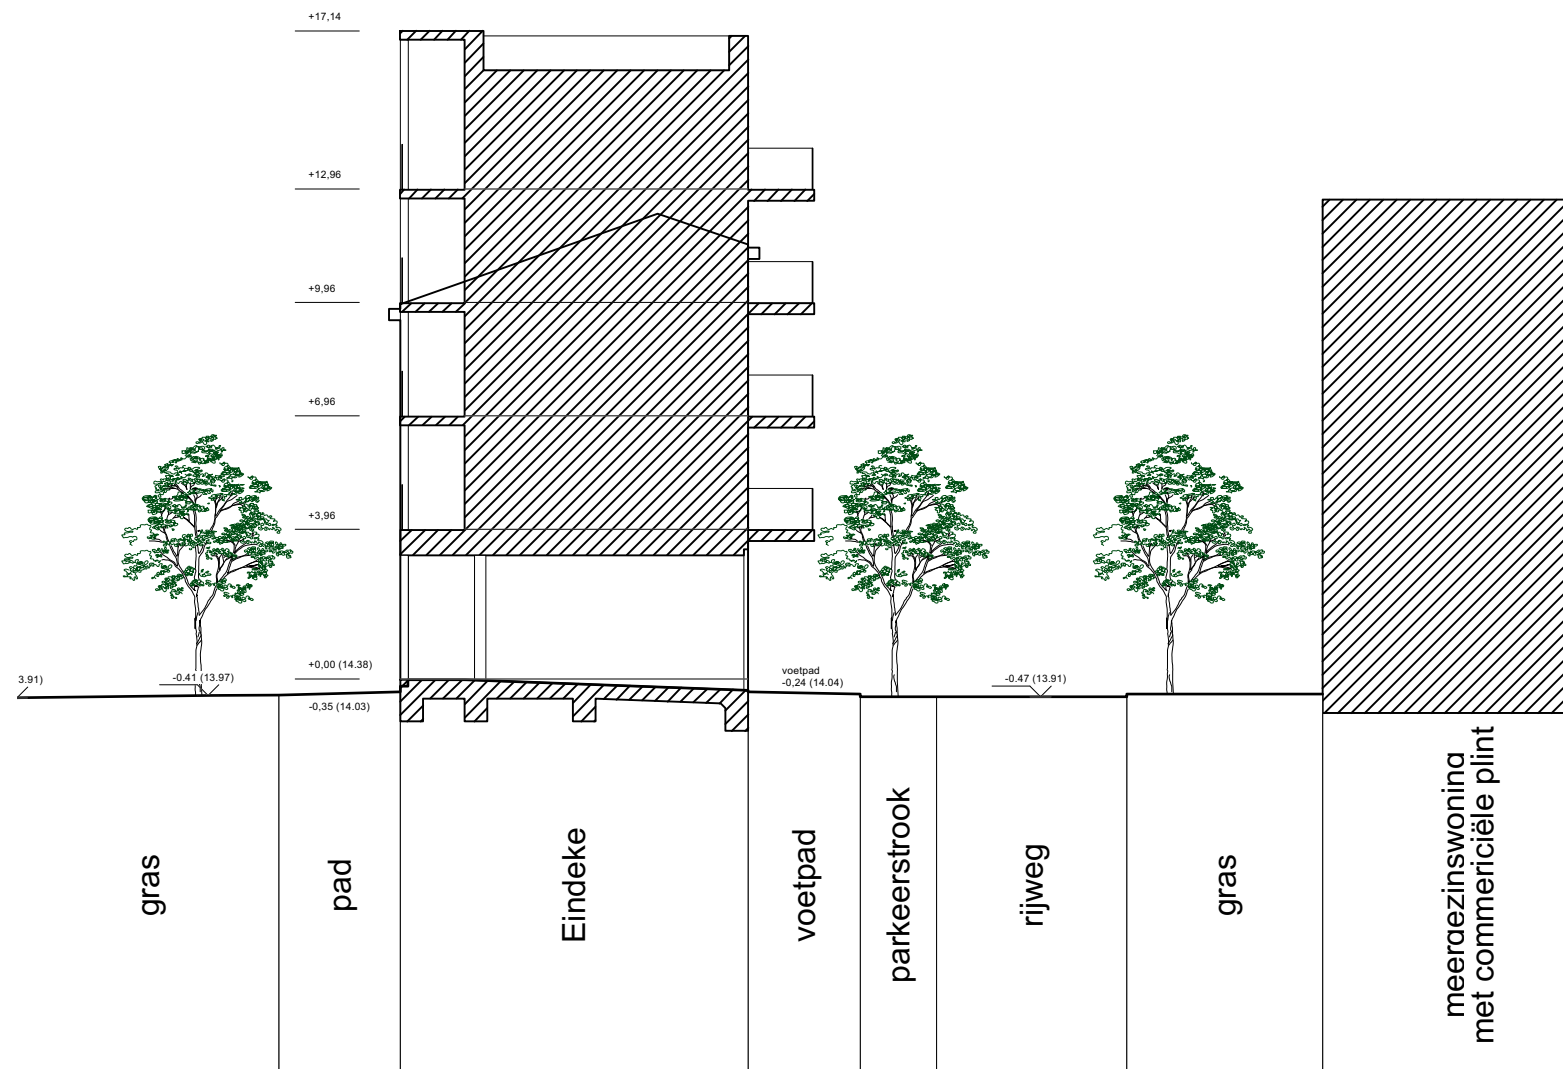 +17,14
+12,96
+9,96
+6,96
+3,96
+0,00 (14.38)
3.91)
-0.41 (13.97)
-0,35 (14.03)
voetpad
-0,24 (14.04)
-0.47 (13.91)
gras
pad
Eindeke
voetpad
parkeerstrook
rijweg
gras
meergezinswoning
met commericiële plint